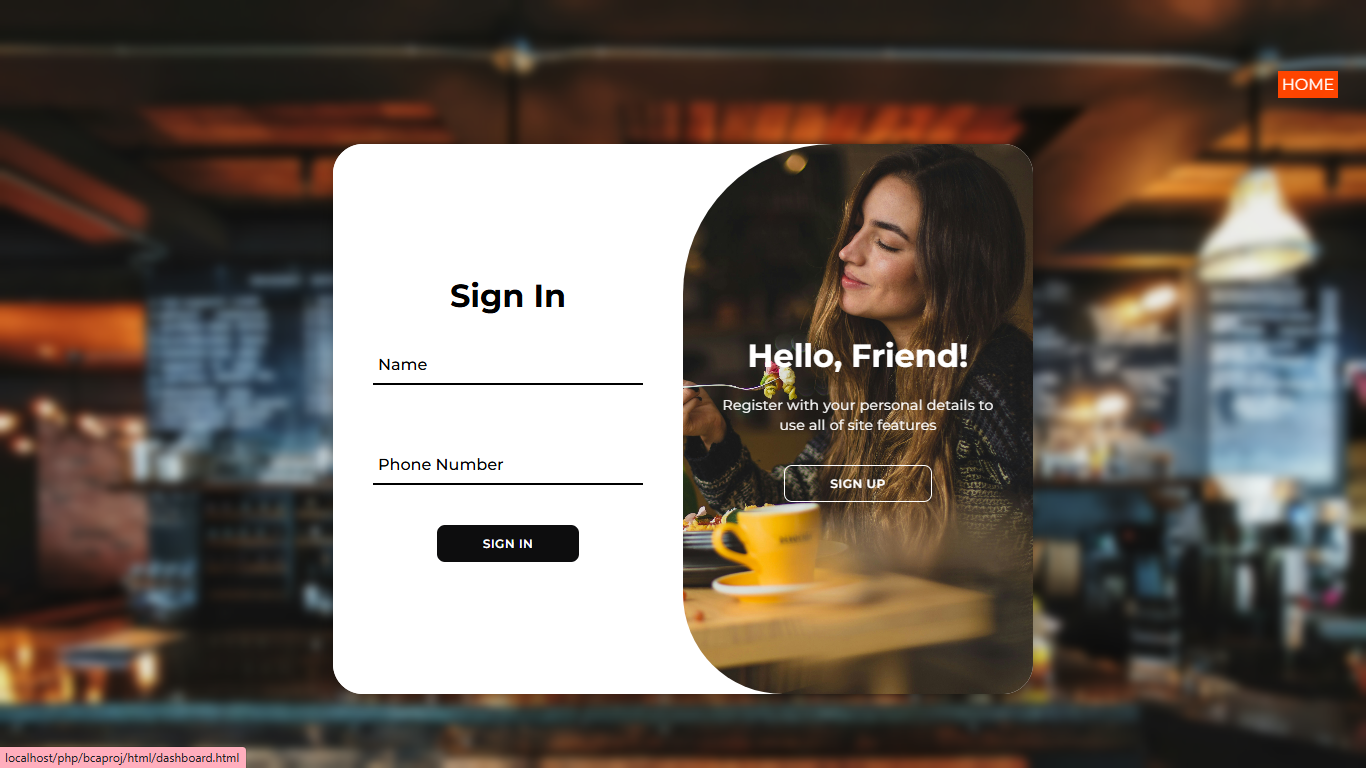 HOME
Sign In
Name
Phone Number
SIGN IN
Hello, Friend!
Register with your personal details to
use all of site features
SIGN UP
localhost/php/bcaproj/html/dashboard.html